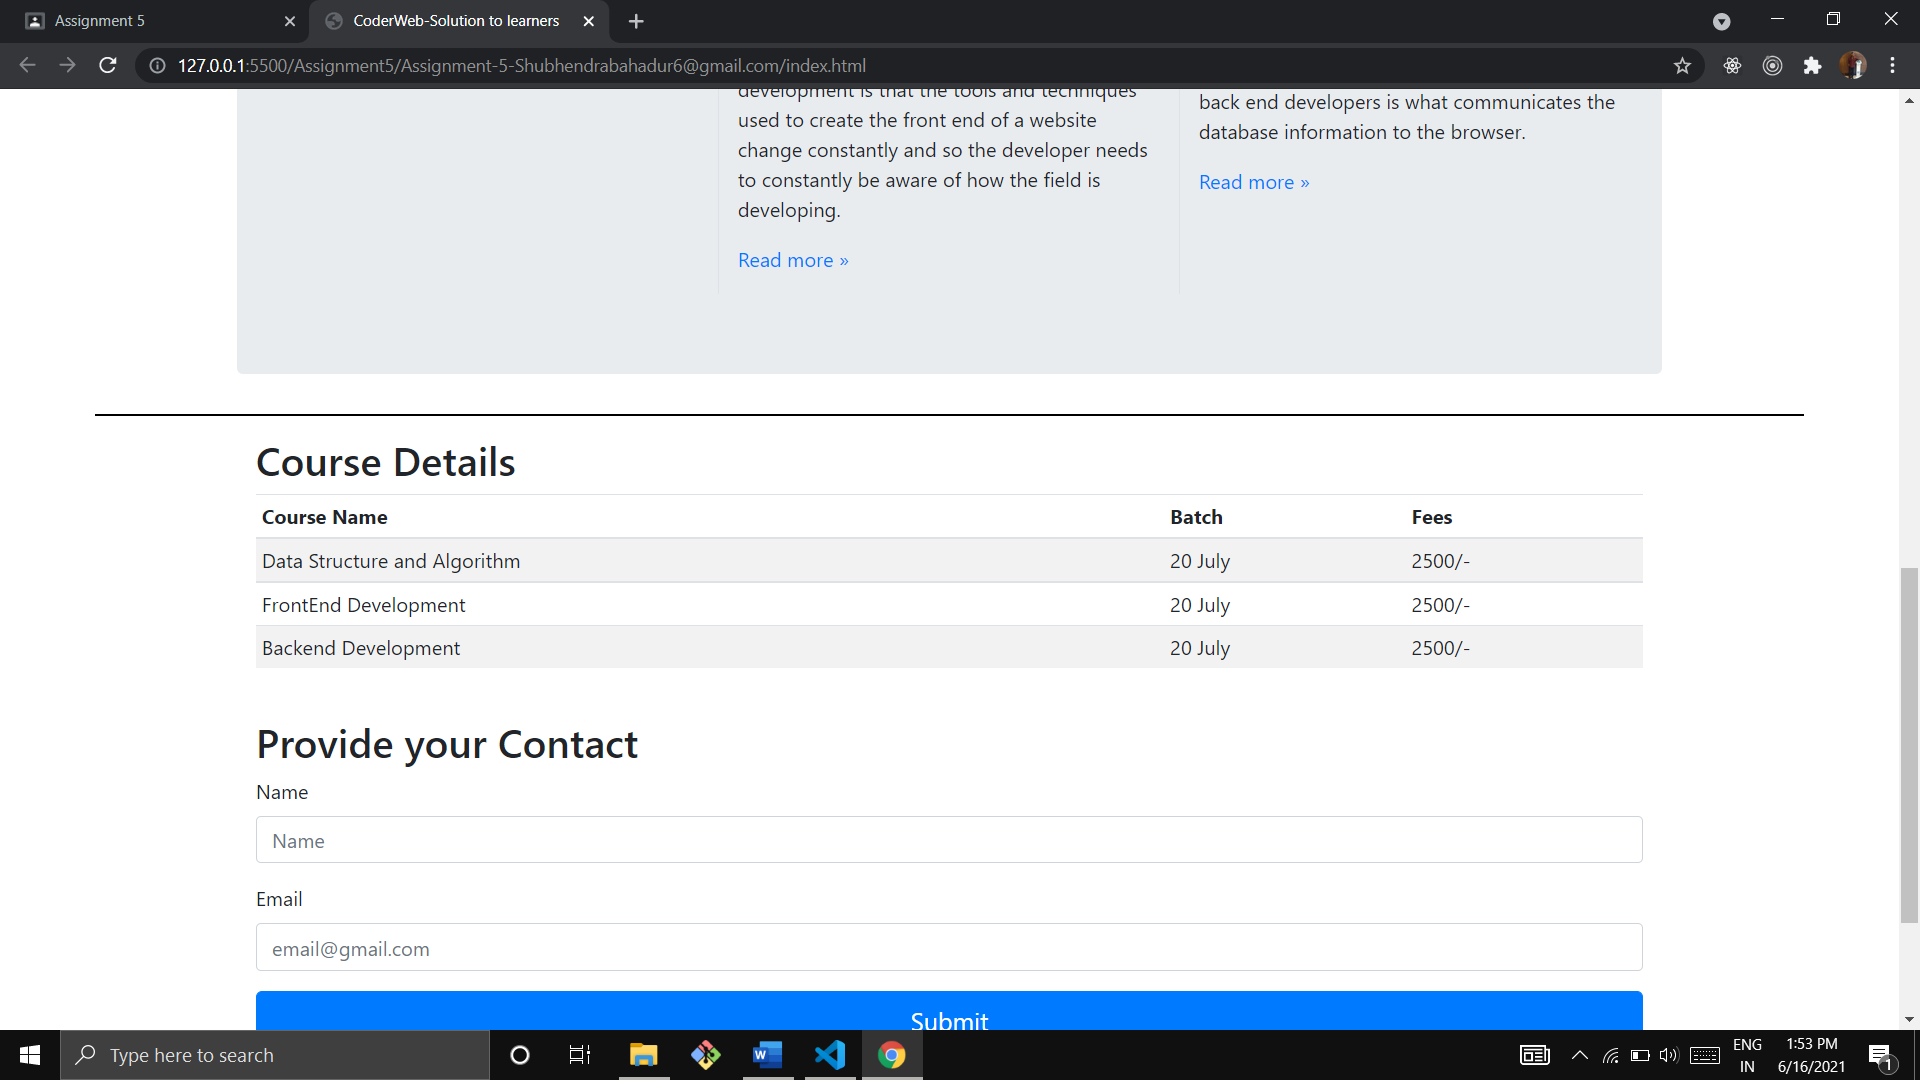 Assignment 5
CoderWeb-Solution to learners
127.0.0.1:5500/Assignment5/Assignment-5-Shubhendrabahadur6@gmail.com/index.html
development is that the tools and techniques
used to create the front end of a website
change constantly and so the developer needs
to constantly be aware of how the field is
developing.
Read more »
back end developers is what communicates the
database information to the browser.
Read more »
Course Details
Course Name Batch Fees
Data Structure and Algorithm 20 July 2500/-
FrontEnd Development 20 July 2500/-
Backend Development 20 July 2500/-
Provide your Contact
Name
Name
Email
email@gmail.com
Submit
Type here to search
ENG
IN
1:53 PM
6/16/2021
1